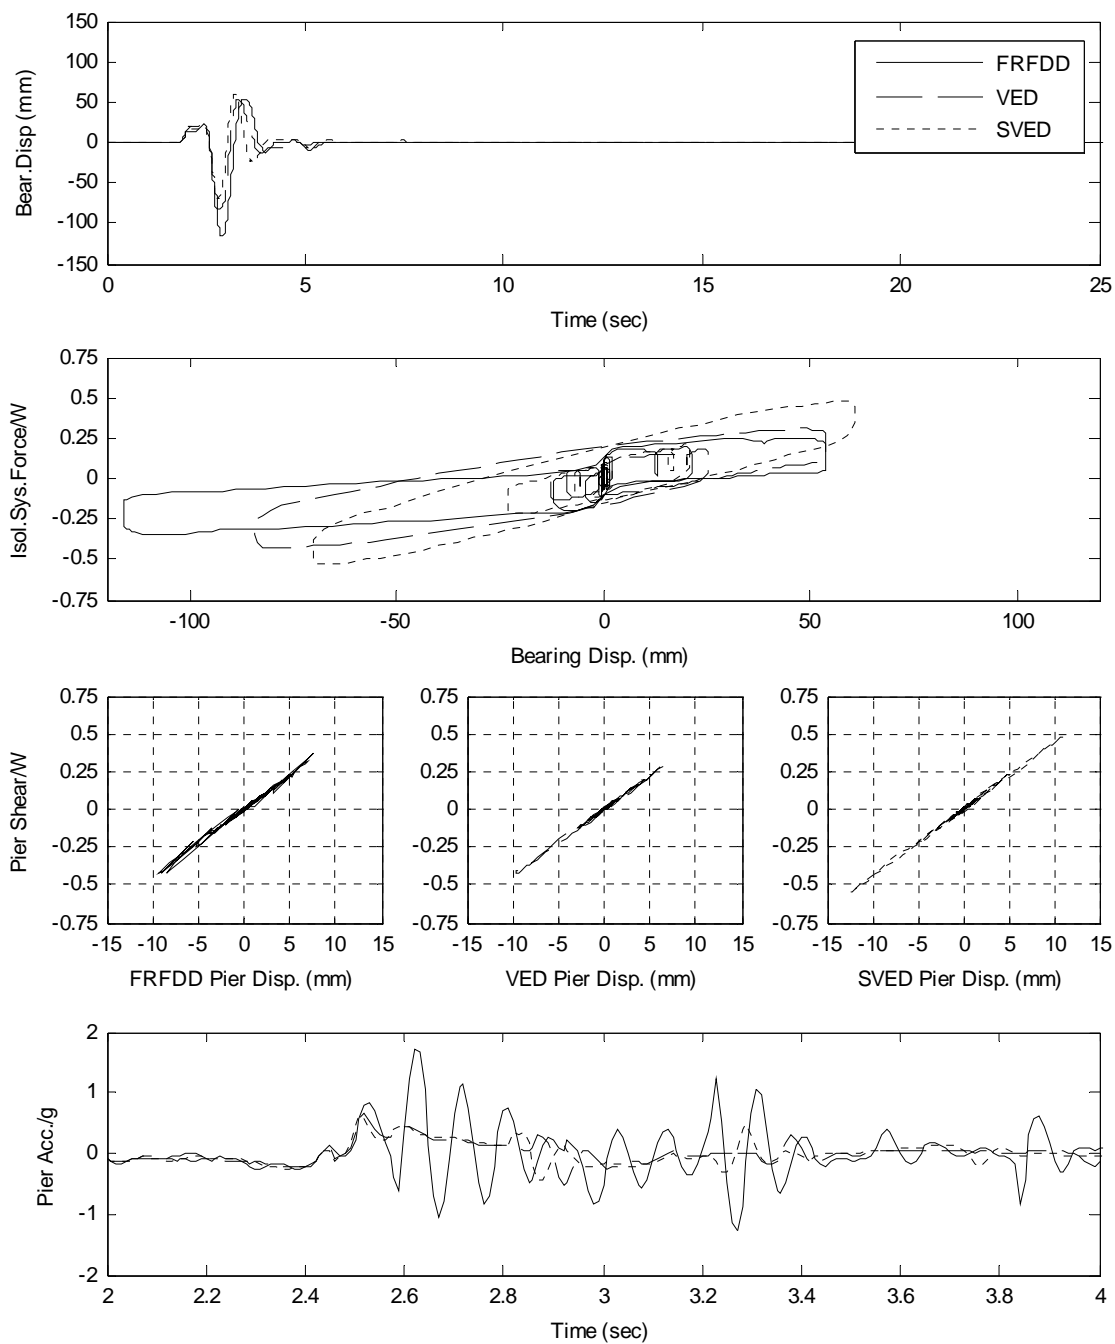 150
100
50
0
-50
-100
-150
Bear.Disp (mm)
FRFDD
VED
SVED
0 5 10 15 20 25
Time (sec)
0.75
0.5
0.25
0
-0.25
-0.5
-0.75
Isol.Sys.Force/W
-100 -50 0 50 100
Bearing Disp. (mm)
0.75 0.75 0.75
0.5 0.5 0.5
0.25 0.25 0.25
0 0 0
-0.25 -0.25 -0.25
-0.5 -0.5 -0.5
-0.75 -0.75 -0.75
Pier Shear/W
-15 -10 -5 0 5 10 15 -15 -10 -5 0 5 10 15 -15 -10 -5 0 5 10 15
FRFDD Pier Disp. (mm) VED Pier Disp. (mm) SVED Pier Disp. (mm)
2
1
0
-1
-2
Pier Acc./g
2 2.2 2.4 2.6 2.8 3 3.2 3.4 3.6 3.8 4
Time (sec)